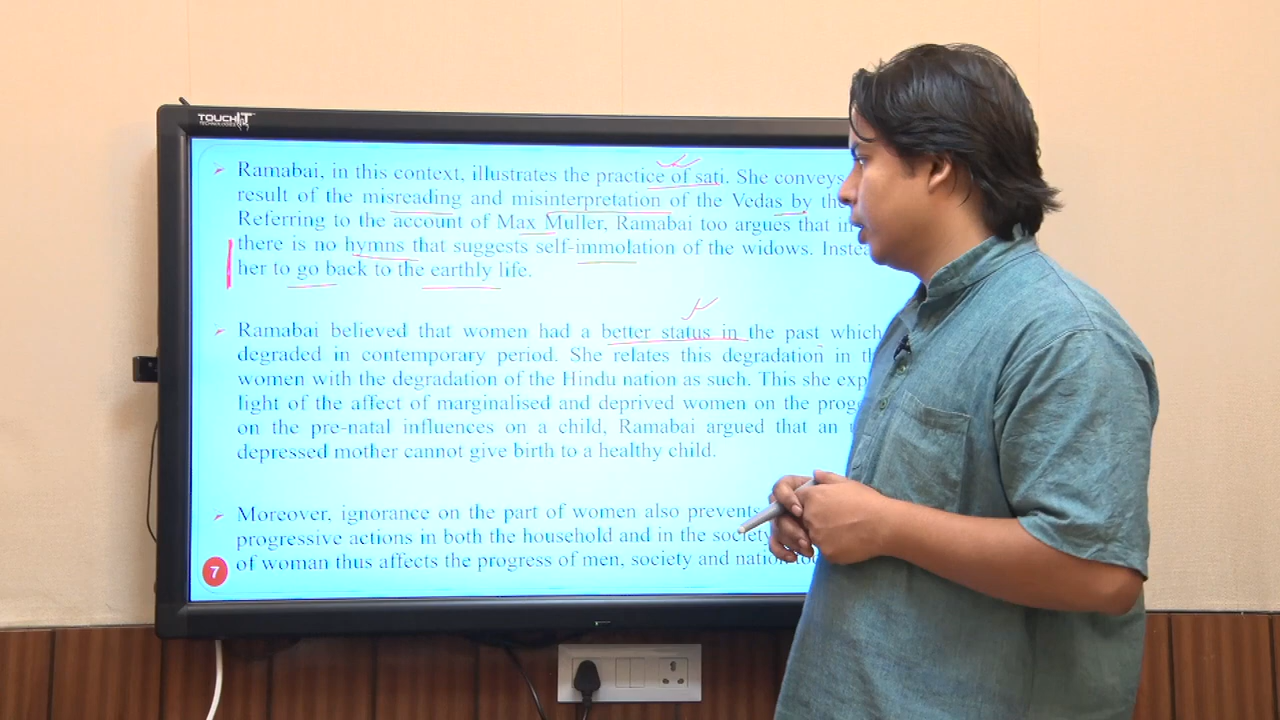 TOUCHIT
TECHNOLOGIES
Ramabai, in this context, illustrates the practice of sati. She conveys
result of the misreading and misinterpretation of the Vedas by the
Referring to the account of Max Muller, Ramabai too argues that in
there is no hymns that suggests self-immolation of the widows.
her to go back to the earthly life.
Ramabai believed that women had a better status in the past which
degraded in contemporary period. She relates this degradation in
women with the degradation of the Hindu nation as such. This she
light of the affect of marginalised and deprived women on the
on the pre-natal influences on a child, Ramabai argued that an
depressed mother cannot give birth to a healthy child.
Moreover, ignorance on the part of women also prevents
progressive actions in both the household and in the society
of woman thus affects the progress of men, society and nation
7